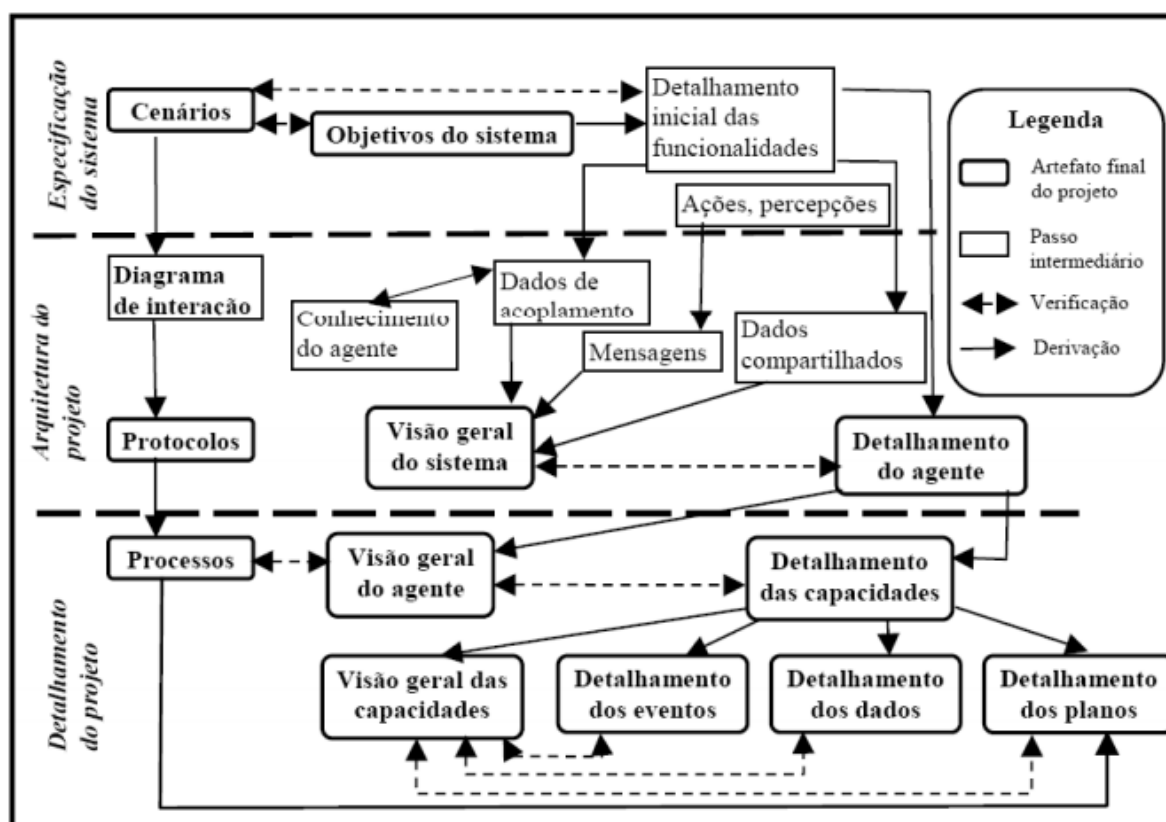 Especificação
do sistema
Cenários
Objetivos do sistema
Detalhamento
inicial das
funcionalidades
Ações, percepções
Legenda
Artefato final
do projeto
Passo
intermediário
Verificação
Derivação
Arquitetura do
projeto
Diagrama
de interação
Conhecimento
do agente
Dados de
acoplamento
Mensagens
Dados
compartilhados
Protocolos
Visão geral
do sistema
Detalhamento
do agente
Detalhamento
do projeto
Processos
Visão geral
do agente
Detalhamento
das capacidades
Visão geral das
capacidades
Detalhamento
dos eventos
Detalhamento
dos dados
Detalhamento
dos planos